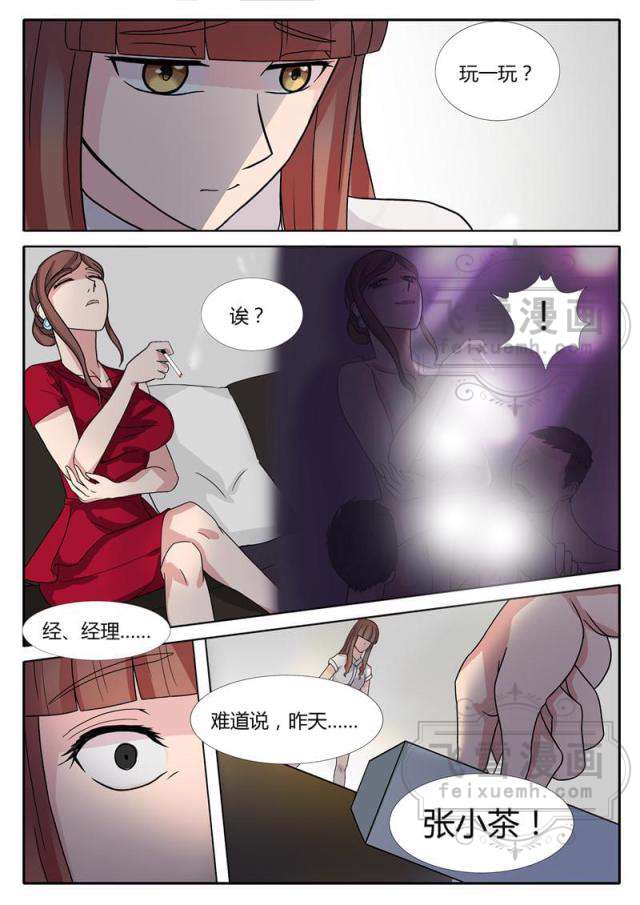 玩一玩？
诶？
！
飞雪漫画
feixuemh.com
经、经理……
难道说，昨天……
飞雪漫画
feixuemh.com
张小茶！